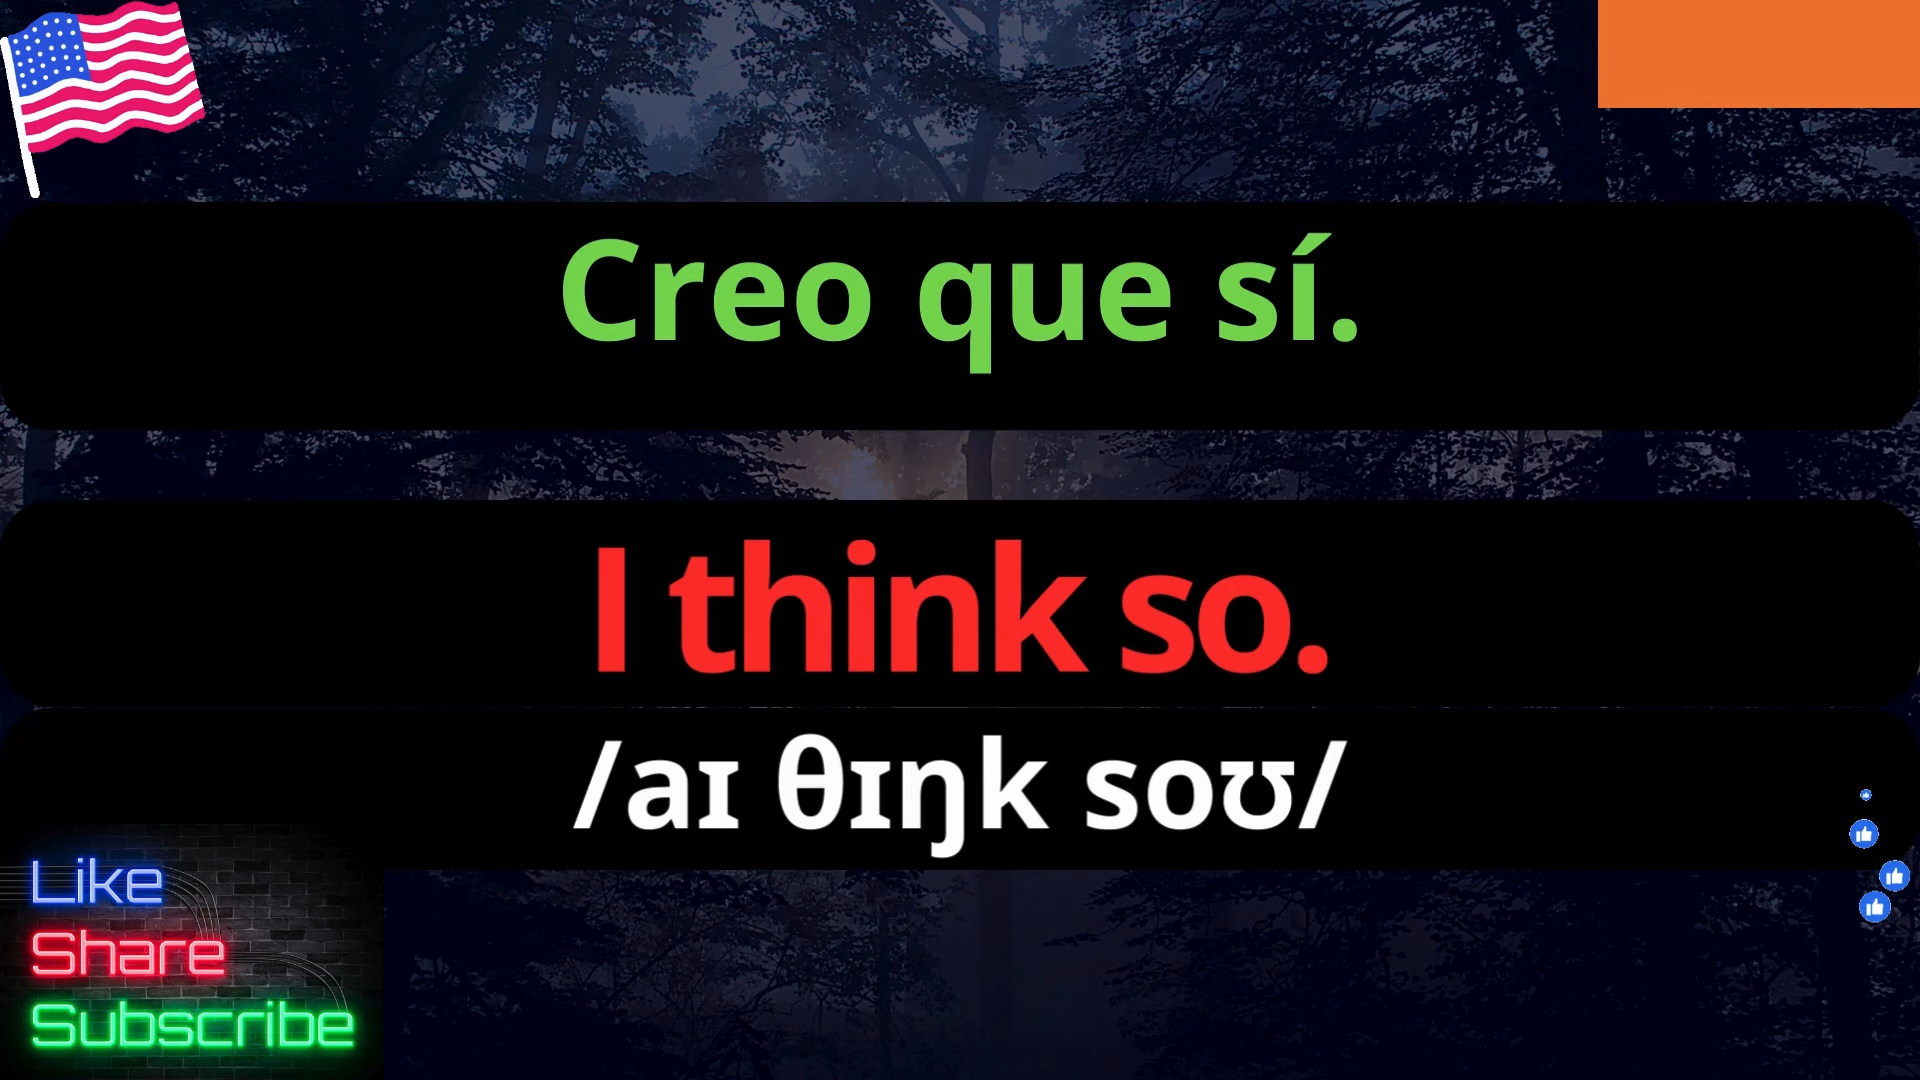 Creo que sí.
I think so.
/aɪ θɪŋk soʊ/
Like
Share
Subscribe